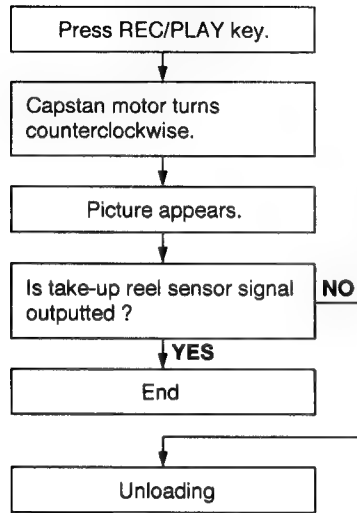 Press REC/PLAY key.
Capstan motor turns
counterclockwise.
Picture appears.
Is take-up reel sensor signal
outputted ?
NO
YES
End
Unloading